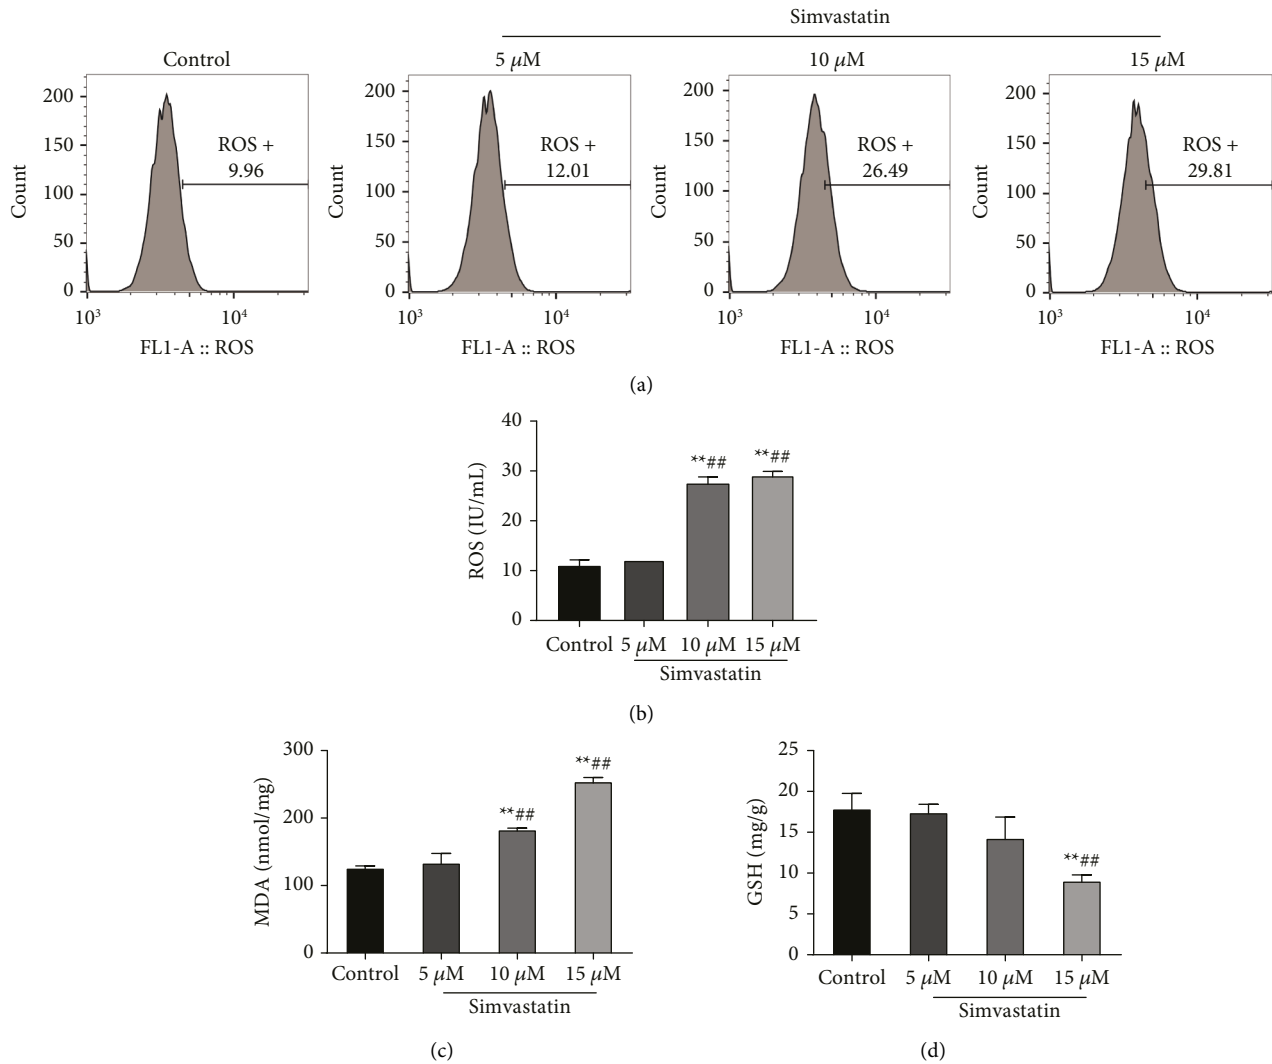 Simvastatin
Control
5 μM
10 μM
15 μM
Count
200
150
100
50
0
ROS +
9.96
10³
10⁴
FL1-A :: ROS
Count
200
150
100
50
0
ROS +
12.01
10³
10⁴
FL1-A :: ROS
Count
200
150
100
50
0
ROS +
26.49
10³
10⁴
FL1-A :: ROS
Count
200
150
100
50
0
ROS +
29.81
10³
10⁴
FL1-A :: ROS
(a)
ROS (IU/mL)
40
30
20
10
0
**##
**##
Control 5 μM 10 μM 15 μM
Simvastatin
(b)
MDA (nmol/mg)
300
200
100
0
**##
**##
Control 5 μM 10 μM 15 μM
Simvastatin
(c)
GSH (mg/g)
25
20
15
10
5
0
**##
Control 5 μM 10 μM 15 μM
Simvastatin
(d)